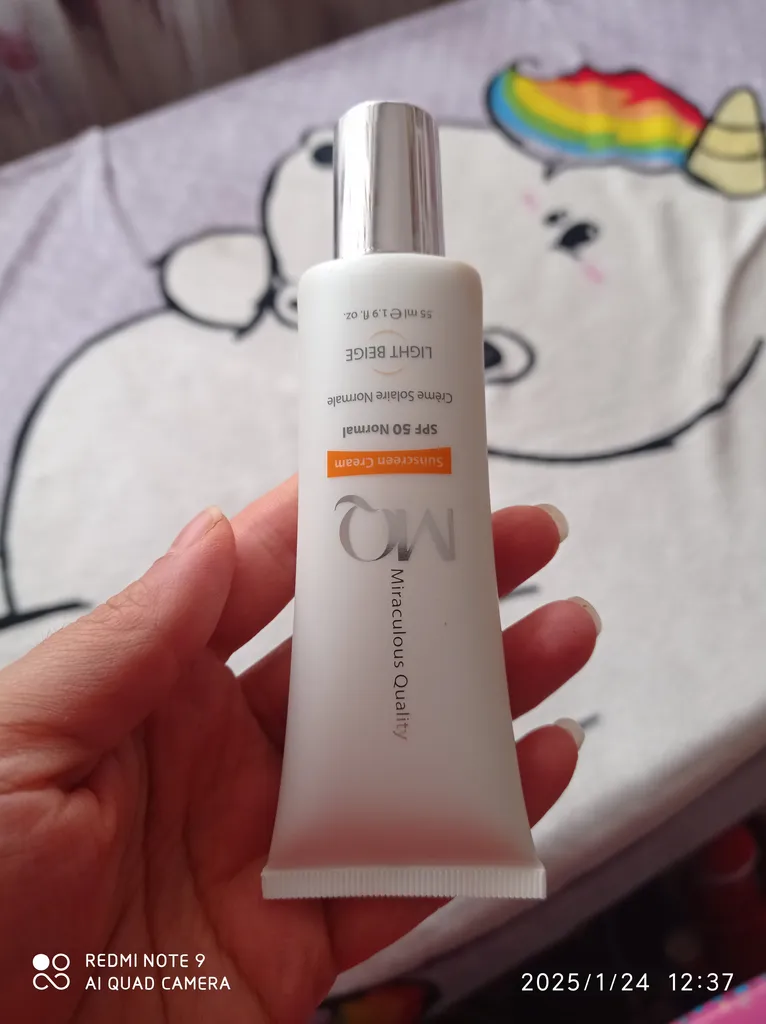 MQ
Miraculous Quality
Sunscreen Cream
SPF 50 Normal
Crème Solaire Normale
LIGHT BEIGE
55 ml e 1.9 fl. oz.
REDMI NOTE 9
AI QUAD CAMERA
2025/1/24 12:37